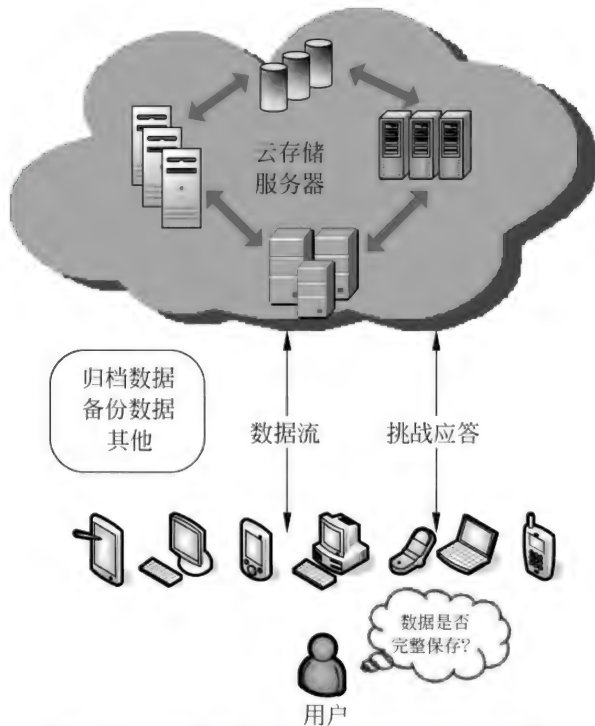 云存储
服务器
归档数据
备份数据
其他
数据流
挑战应答
数据是否
完整保存?
用户